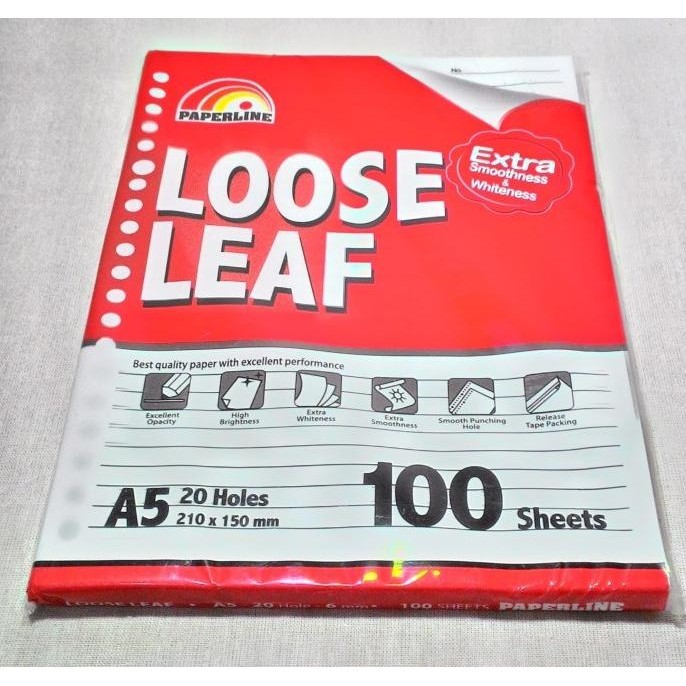 PAPERLINE
No.
Extra
Smoothness
&
Whiteness
LOOSE
LEAF
Best quality paper with excellent performance
Excellent
Opacity
High
Brightness
Extra
Whiteness
Extra
Smoothness
Smooth Punching
Hole
Release
Tape Packing
A5
20 Holes
210 x 150 mm
100 Sheets
LOOSE LEAF • A5 20 Hole 6 mm • 100 SHEETS PAPERLINE